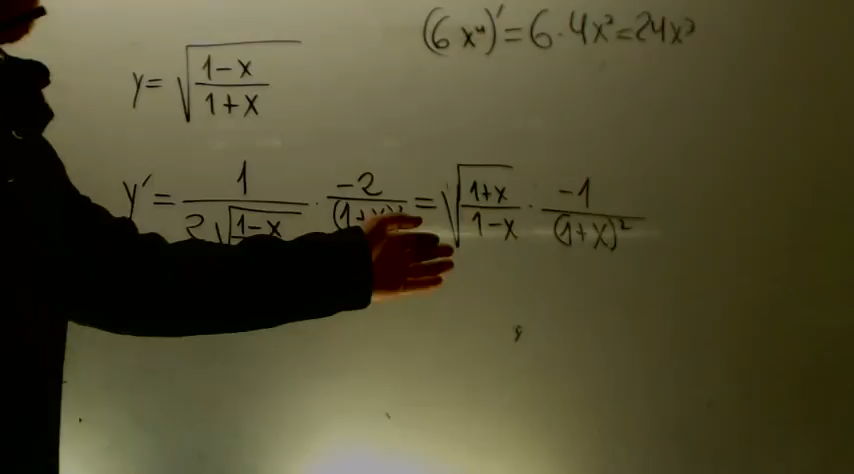 (6x⁴)' = 6·4x³ = 24x³
y = √((1-x)/(1+x))
y' = 1/(2√(1-x)) · -2/(1+x)² = √((1+x)/(1-x)) · -1/(1+x)²